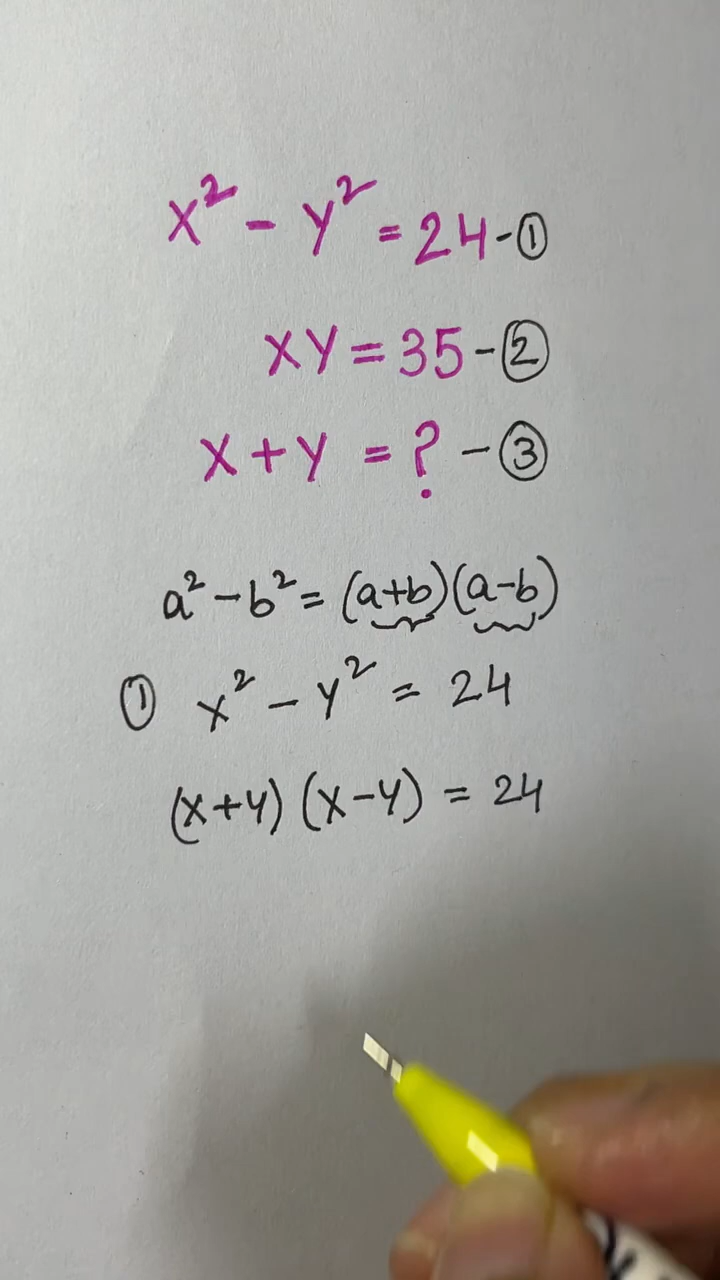 x² - y² = 24 - ①
xy = 35 - ②
x + y = ? - ③
a² - b² = (a+b)(a-b)
① x² - y² = 24
(x+y) (x-y) = 24